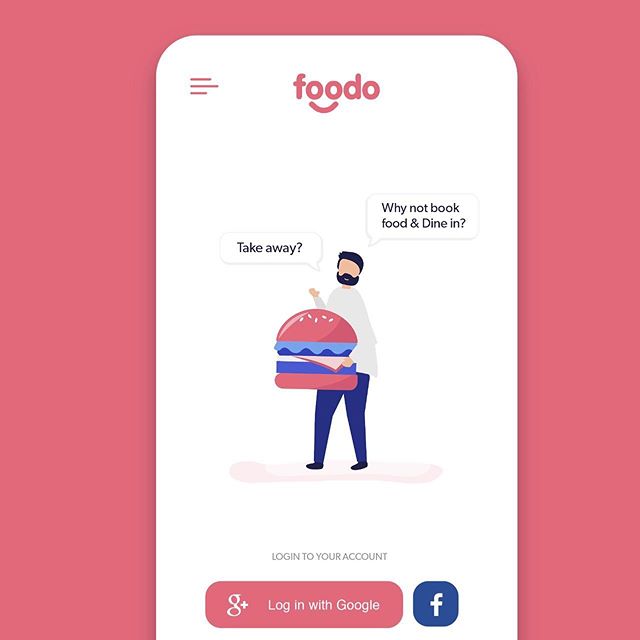 foodo
Why not book
food & Dine in?
Take away?
LOGIN TO YOUR ACCOUNT
g+ Log in with Google
f